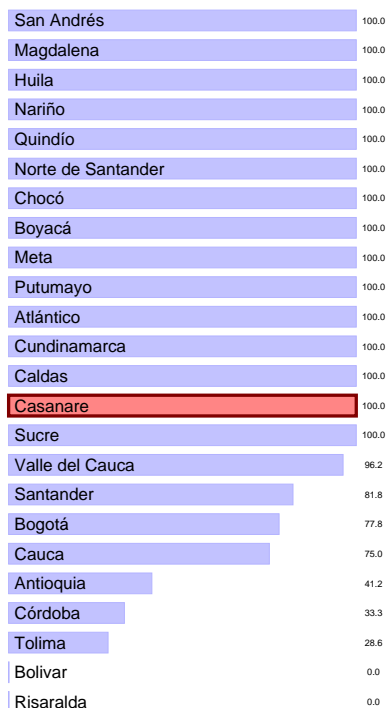 San Andrés 100.0
Magdalena 100.0
Huila 100.0
Nariño 100.0
Quindío 100.0
Norte de Santander 100.0
Chocó 100.0
Boyacá 100.0
Meta 100.0
Putumayo 100.0
Atlántico 100.0
Cundinamarca 100.0
Caldas 100.0
Casanare 100.0
Sucre 100.0
Valle del Cauca 96.2
Santander 81.8
Bogotá 77.8
Cauca 75.0
Antioquia 41.2
Córdoba 33.3
Tolima 28.6
Bolivar 0.0
Risaralda 0.0